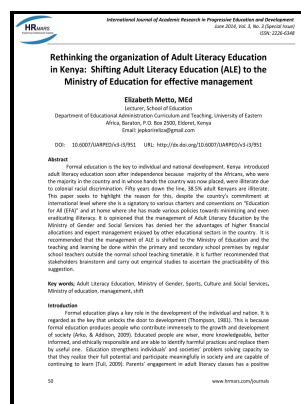 International Journal of Academic Research in Progressive Education and Development
June 2014, Vol. 3, No. 3 (Special Issue)
ISSN: 2226-6348
HRMARS
Rethinking the organization of Adult Literacy Education
in Kenya: Shifting Adult Literacy Education (ALE) to the
Ministry of Education for effective management
Elizabeth Metto, MEd
Lecturer, School of Education
Department of Educational Administration Curriculum and Teaching, University of Eastern
Africa, Baraton, P.O Box 2500, Eldoret, Kenya
Email: jepkorireliza@gmail.com
DOI: 10.6007/IJARPED/v3-i3/951 URL: http://dx.doi.org/10.6007/IJARPED/v3-i3/951
Abstract
Formal education is the key to individual and national development. Kenya introduced
adult literacy education soon after independence because majority of the Africans, who were
the majority in the country and in whose hands the country was now placed, were illiterate due
to colonial racial discrimination. Fifty years down the line, 38.5% adult Kenyans are illiterate.
This paper seeks to highlight the reason for this, despite the country's commitment at
international level where she is a signatory to various charters and conventions on "Education
for All (EFA)" and at home where she has made various policies towards minimizing and even
eradicating illiteracy. It is opinioned that the management of Adult Literacy Education by the
Ministry of Gender and Social Services has denied her the advantages of higher financial
allocations and expert management enjoyed by other educational sectors in the country. It is
recommended that the management of ALE is shifted to the Ministry of Education and the
teaching and learning be done within the primary and secondary school premises by regular
school teachers outside the normal school teaching timetable. It is further recommended that
stakeholders brainstorm and carry out empirical studies to ascertain the practicability of this
suggestion.
Key words; Adult Literacy Education, Ministry of Gender, Sports, Culture and Social Services,
Ministry of education, management, shift
Introduction
Formal education plays a key role in the development of the individual and nation. It is
regarded as the key that unlocks the door to development (Thompson, 1981). This is because
formal education produces people who contribute immensely to the growth and development
of society (Arko, & Addison, 2009). Educated people are wiser, more knowledgeable, better
informed, and ethically responsible and are able to identify harmful practices and replace them
by useful one. Education strengthens individuals' and societies' problem solving capacity so
that they realize their full potential and participate meaningfully in society and are capable of
continuing to learn (Tuli, 2009). Parents' engagement in adult literacy classes has a positive
50
www.hrmars.com/journals